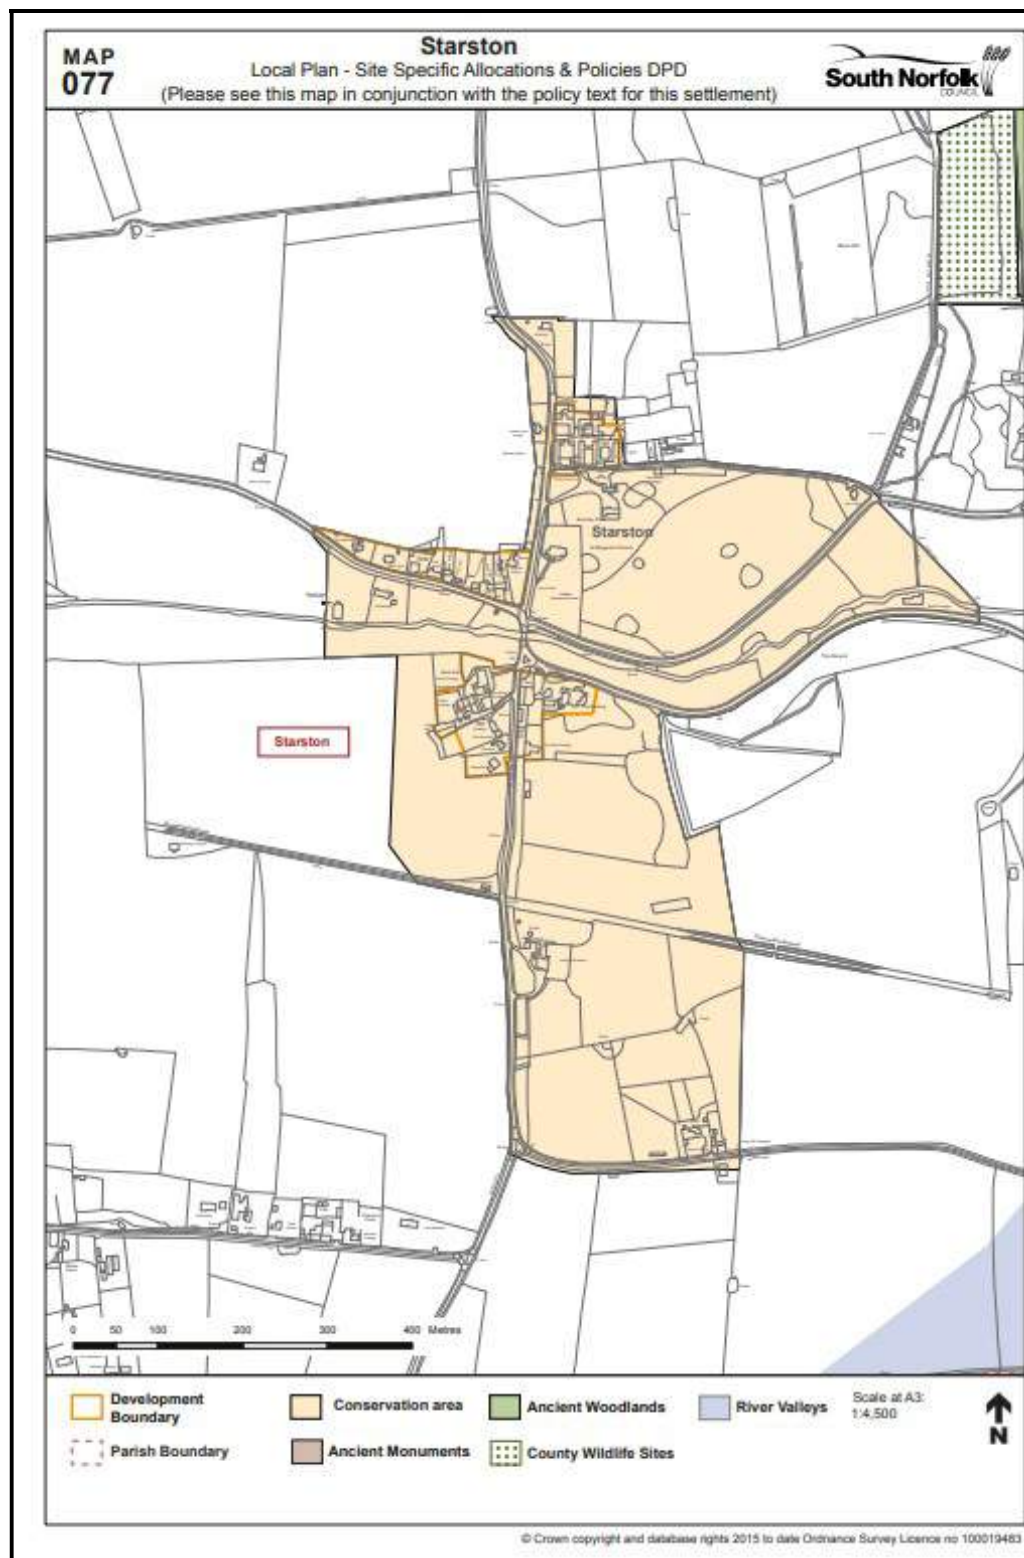 MAP
077
Starston
Local Plan - Site Specific Allocations & Policies DPD
(Please see this map in conjunction with the policy text for this settlement)
South Norfolk
COUNCIL
Starston
Starston
0 50 100 200 300 400 Metres
Development
Boundary
Conservation area
Ancient Woodlands
River Valleys
Scale at A3:
1:4,500
N
Parish Boundary
Ancient Monuments
County Wildlife Sites
© Crown copyright and database rights 2015 to date Ordnance Survey Licence no 100019483